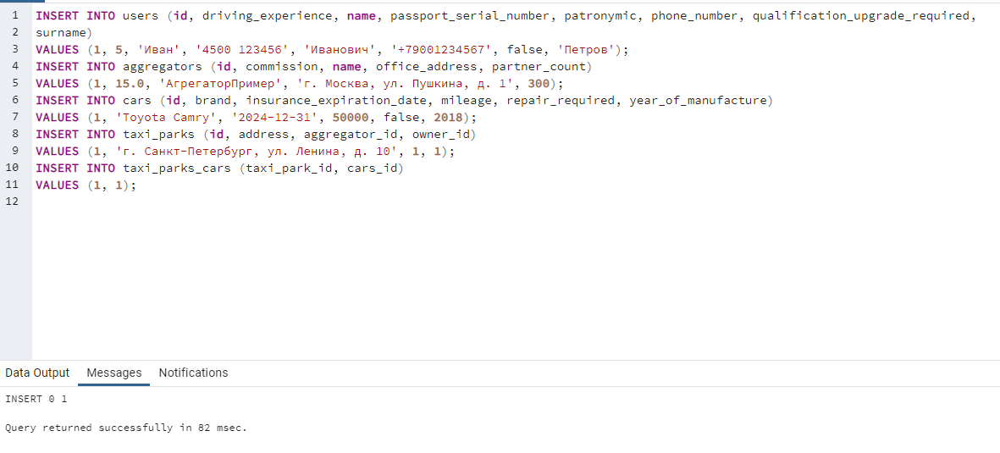 1 INSERT INTO users (id, driving_experience, name, passport_serial_number, patronymic, phone_number, qualification_upgrade_required,
2 surname)
3 VALUES (1, 5, 'Иван', '4500 123456', 'Иванович', '+79001234567', false, 'Петров');
4 INSERT INTO aggregators (id, commission, name, office_address, partner_count)
5 VALUES (1, 15.0, 'АгрегаторПример', 'г. Москва, ул. Пушкина, д. 1', 300);
6 INSERT INTO cars (id, brand, insurance_expiration_date, mileage, repair_required, year_of_manufacture)
7 VALUES (1, 'Toyota Camry', '2024-12-31', 50000, false, 2018);
8 INSERT INTO taxi_parks (id, address, aggregator_id, owner_id)
9 VALUES (1, 'г. Санкт-Петербург, ул. Ленина, д. 10', 1, 1);
10 INSERT INTO taxi_parks_cars (taxi_park_id, cars_id)
11 VALUES (1, 1);
12
Data Output Messages Notifications
INSERT 0 1
Query returned successfully in 82 msec.